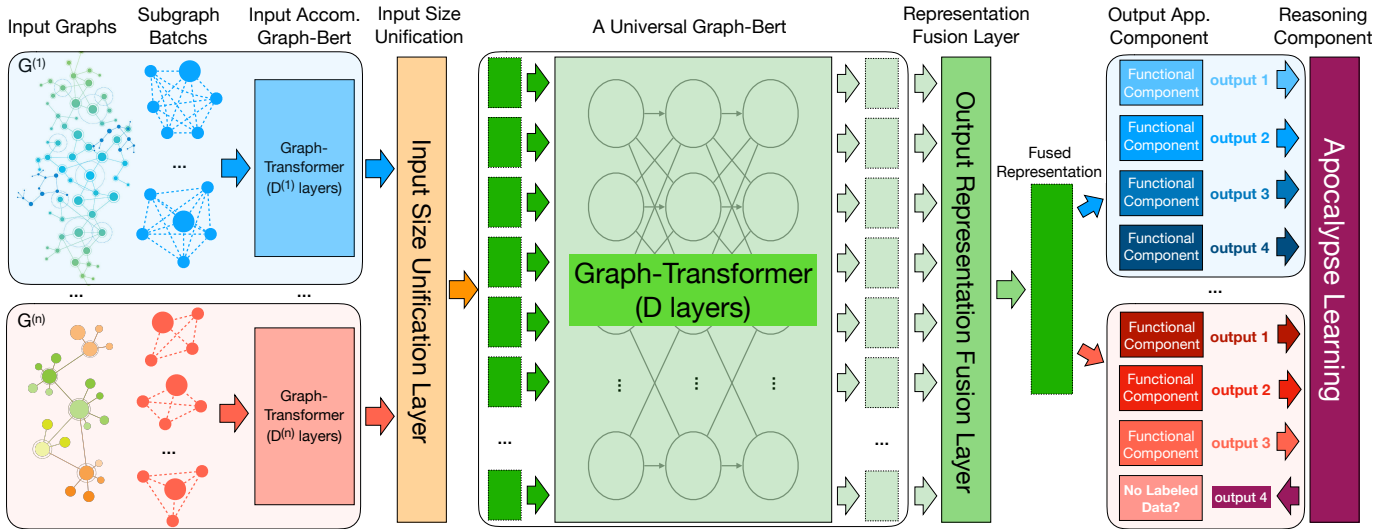 Input Graphs
Subgraph
Batchs
Input Accom.
Graph-Bert
Input Size
Unification
A Universal Graph-Bert
Representation
Fusion Layer
Output App.
Component
Reasoning
Component
G(1)
...
Graph-
Transformer
(D(1) layers)
...
...
G(n)
...
Graph-
Transformer
(D(n) layers)
Input Size Unification Layer
...
Graph-Transformer
(D layers)
...
...
...
...
Output Representation Fusion Layer
Fused
Representation
Functional
Component
output 1
Functional
Component
output 2
Functional
Component
output 3
Functional
Component
output 4
...
Functional
Component
output 1
Functional
Component
output 2
Functional
Component
output 3
No Labeled
Data?
output 4
Apocalypse Learning